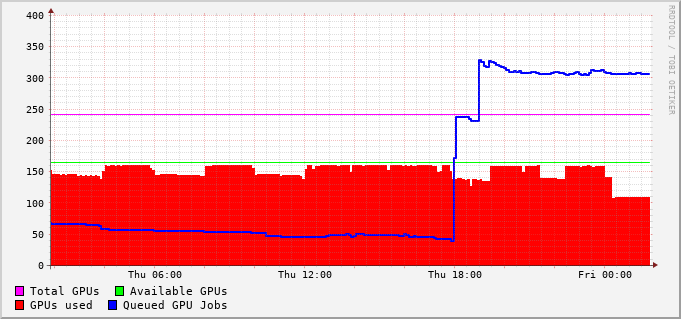 400
350
300
250
200
150
100
50
0
Thu 06:00 Thu 12:00 Thu 18:00 Fri 00:00
Total GPUs Available GPUs
GPUs used Queued GPU Jobs
RRDTOOL / TOBI OETIKER